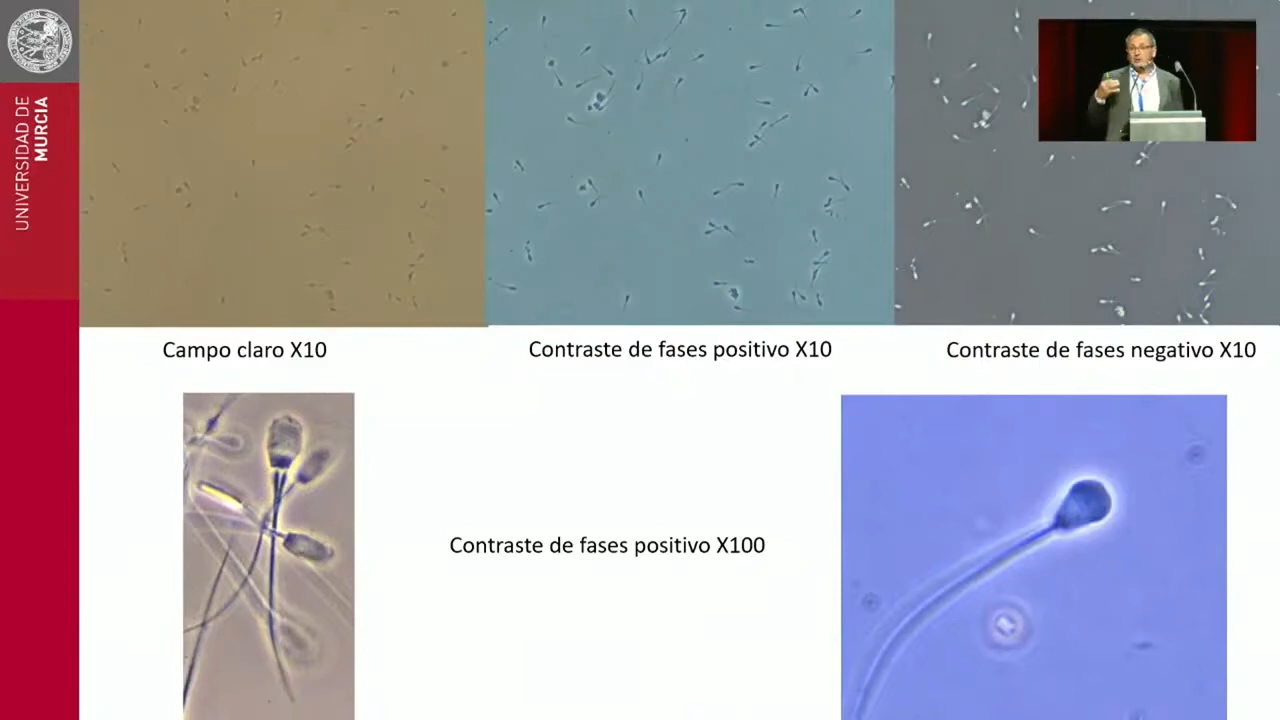 UNIVERSIDAD DE
MURCIA
Campo claro X10
Contraste de fases positivo X10
Contraste de fases negativo X10
Contraste de fases positivo X100